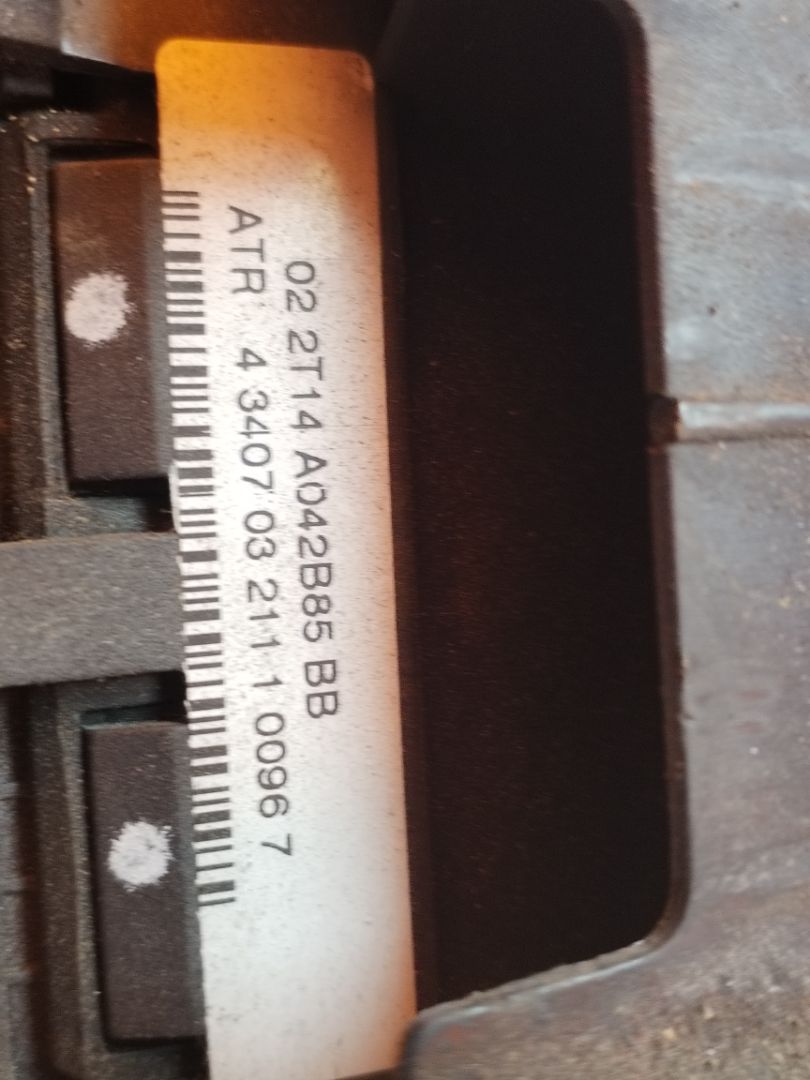 02 2T14 A042B85 BB
ATR 4 3407 03 211 1 0096 7